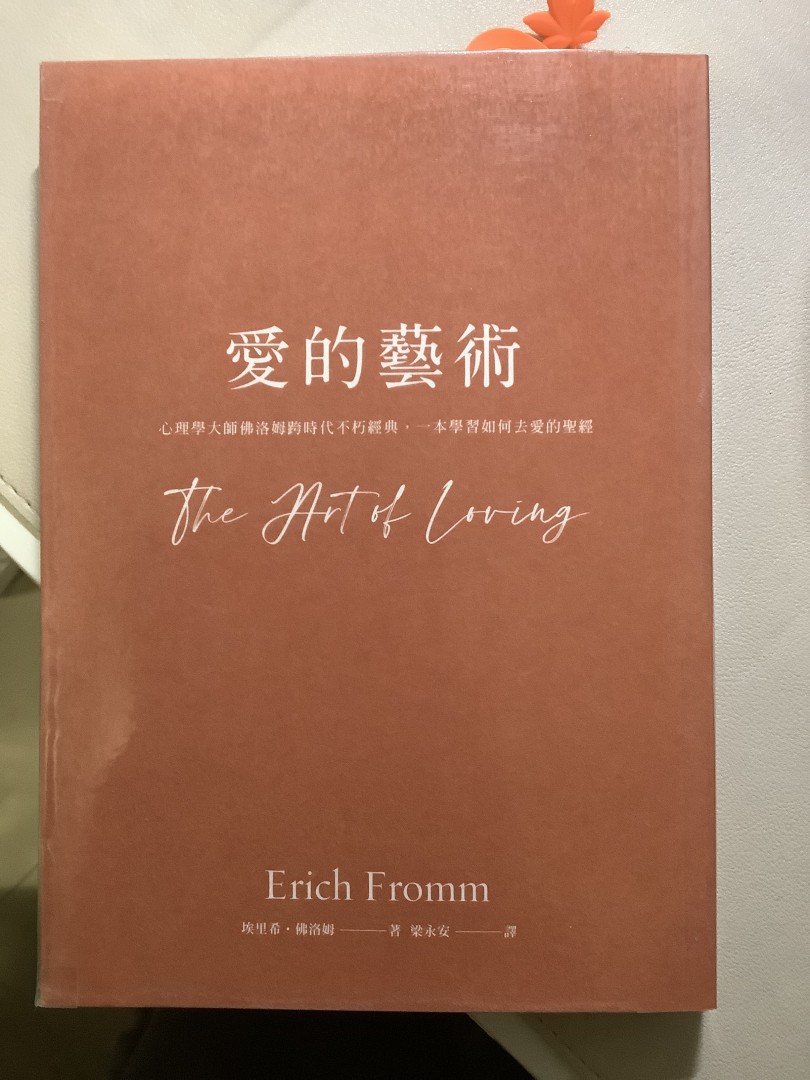 愛的藝術
心理學大師佛洛姆跨時代不朽經典，一本學習如何去愛的聖經
The Art of Loving
Erich Fromm
埃里希・佛洛姆———著 梁永安———譯